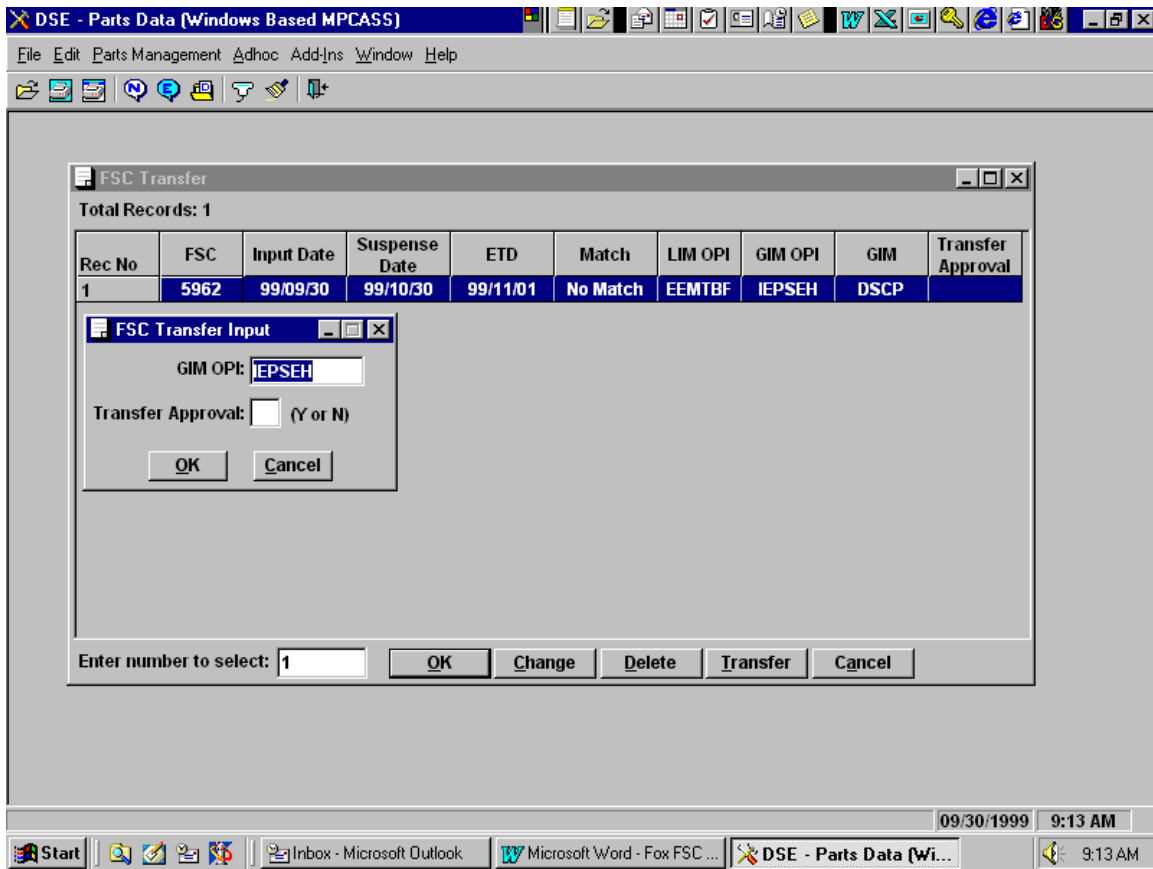 DSE - Parts Data (Windows Based MPCASS)
File Edit Parts Management Adhoc Add-Ins Window Help
FSC Transfer
Total Records: 1
Rec No FSC Input Date Suspense Date ETD Match LIM OPI GIM OPI GIM Transfer Approval
1 5962 99/09/30 99/10/30 99/11/01 No Match EEMTBF IEPSEH DSCP
FSC Transfer Input
GIM OPI: IEPSEH
Transfer Approval: (Y or N)
OK Cancel
Enter number to select: 1 OK Change Delete Transfer Cancel
09/30/1999 9:13 AM
Start Inbox - Microsoft Outlook Microsoft Word - Fox FSC ... DSE - Parts Data (Wi... 9:13 AM